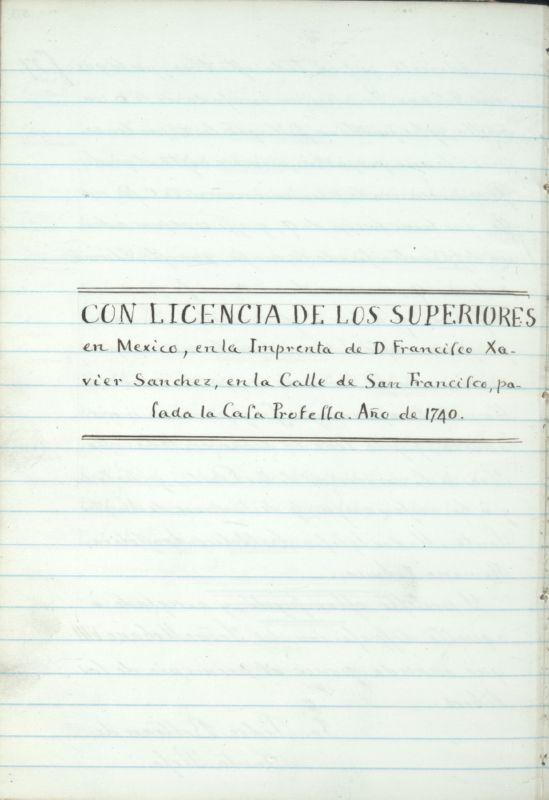 CON LICENCIA DE LOS SUPERIORES
en Mexico, en la Imprenta de D Franciſco Xa-
vier Sanchez, en la Calle de San Franciſco, pa-
ſada la Caſa Profeſſa. Año de 1740.